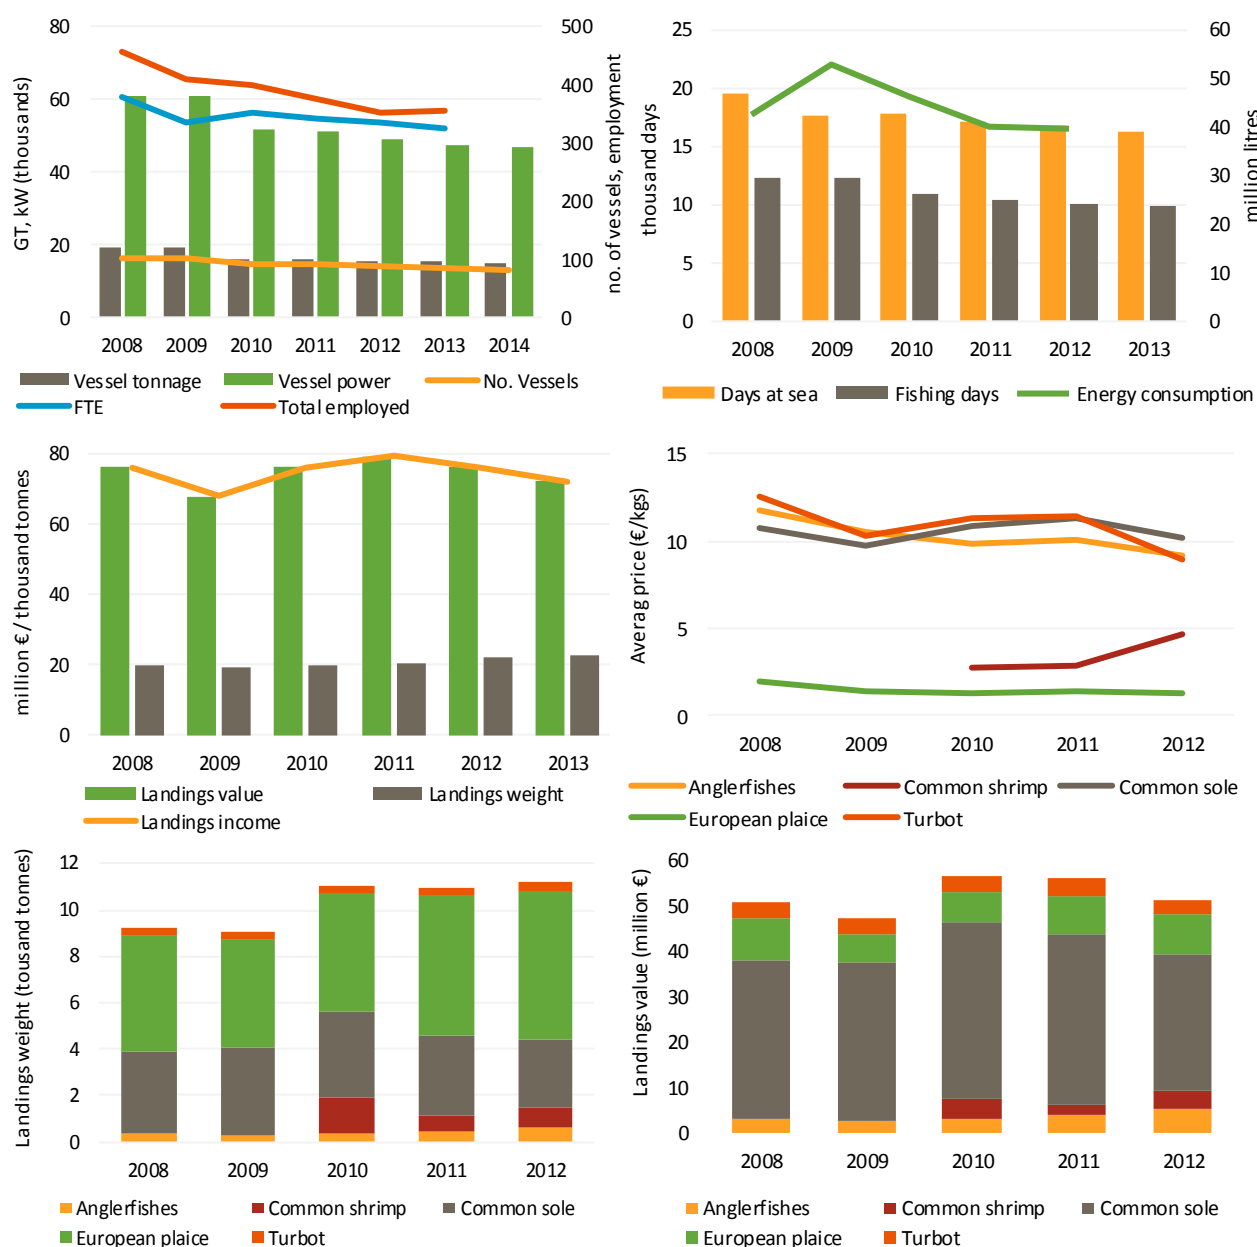 GT, kW (thousands)
80
60
40
20
0
500
400
300
200
100
0
no. of vessels, employment
2008 2009 2010 2011 2012 2013 2014
Vessel tonnage Vessel power No. Vessels
FTE Total employed
thousand days
25
20
15
10
5
0
60
50
40
30
20
10
0
million litres
2008 2009 2010 2011 2012 2013
Days at sea Fishing days Energy consumption
million € / thousand tonnes
80
60
40
20
0
2008 2009 2010 2011 2012 2013
Landings value Landings weight
Landings income
Averag price (€/kgs)
15
10
5
0
2008 2009 2010 2011 2012
Anglerfishes Common shrimp Common sole
European plaice Turbot
Landings weight (tousand tonnes)
12
10
8
6
4
2
0
2008 2009 2010 2011 2012
Anglerfishes Common shrimp Common sole
European plaice Turbot
Landings value (million €)
60
50
40
30
20
10
0
2008 2009 2010 2011 2012
Anglerfishes Common shrimp Common sole
European plaice Turbot